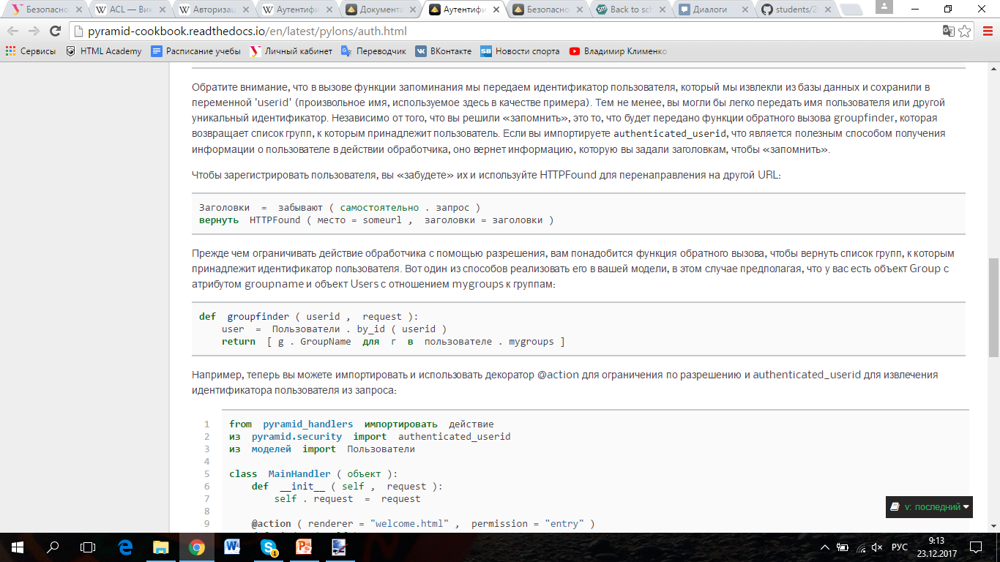 Безопасно
ACL — Вик
Авторизац
Аутентифи
Документа
Аутентифи
Безопасно
Back to sch
Диалоги
students/2
pyramid-cookbook.readthedocs.io/en/latest/pylons/auth.html
Сервисы
HTML Academy
Расписание учебы
Личный кабинет
Переводчик
ВКонтакте
Новости спорта
Владимир Клименко
Обратите внимание, что в вызове функции запоминания мы передаем идентификатор пользователя, который мы извлекли из базы данных и сохранили в
переменной 'userid' (произвольное имя, используемое здесь в качестве примера). Тем не менее, вы могли бы легко передать имя пользователя или другой
уникальный идентификатор. Независимо от того, что вы решили «запомнить», это то, что будет передано функции обратного вызова groupfinder, которая
возвращает список групп, к которым принадлежит пользователь. Если вы импортируете authenticated_userid, что является полезным способом получения
информации о пользователе в действии обработчика, оно вернет информацию, которую вы задали заголовкам, чтобы «запомнить».
Чтобы зарегистрировать пользователя, вы «забудете» их и используйте HTTPFound для перенаправления на другой URL:
Заголовки = забывают ( самостоятельно . запрос )
вернуть HTTPFound ( место = someurl , заголовки = заголовки )
Прежде чем ограничивать действие обработчика с помощью разрешения, вам понадобится функция обратного вызова, чтобы вернуть список групп, к которым
принадлежит идентификатор пользователя. Вот один из способов реализовать его в вашей модели, в этом случае предполагая, что у вас есть объект Group с
атрибутом groupname и объект Users с отношением mygroups к группам:
def groupfinder ( userid , request ):
user = Пользователи . by_id ( userid )
return [ g . GroupName для г в пользователе . mygroups ]
Например, теперь вы можете импортировать и использовать декоратор @action для ограничения по разрешению и authenticated_userid для извлечения
идентификатора пользователя из запроса:
1 from pyramid_handlers импортировать действие
2 из pyramid.security import authenticated_userid
3 из моделей import Пользователи
4
5 class MainHandler ( объект ):
6 def __init__ ( self , request ):
7 self . request = request
8
9 @action ( renderer = "welcome.html" , permission = "entry" )
v: последний
РУС
9:13
23.12.2017